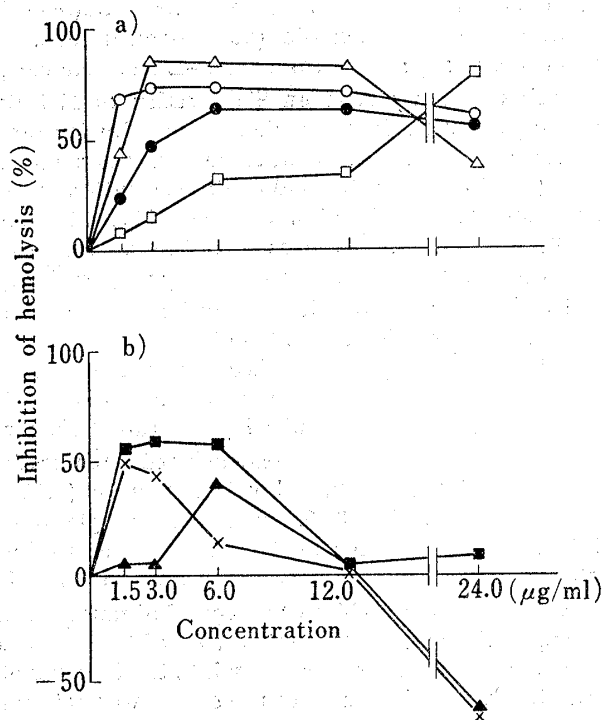 a)
100
50
0
Inhibition of hemolysis (%)
b)
100
50
0
-50
1.5 3.0 6.0 12.0 24.0 (μg/ml)
Concentration